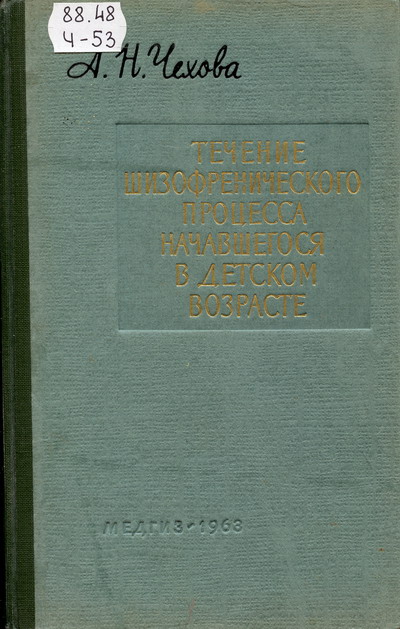 88.48
Ч-53
А.Н.Чехова
ТЕЧЕНИЕ
ШИЗОФРЕНИЧЕСКОГО
ПРОЦЕССА
НАЧАВШЕГОСЯ
В ДЕТСКОМ
ВОЗРАСТЕ
МЕДГИЗ-1963